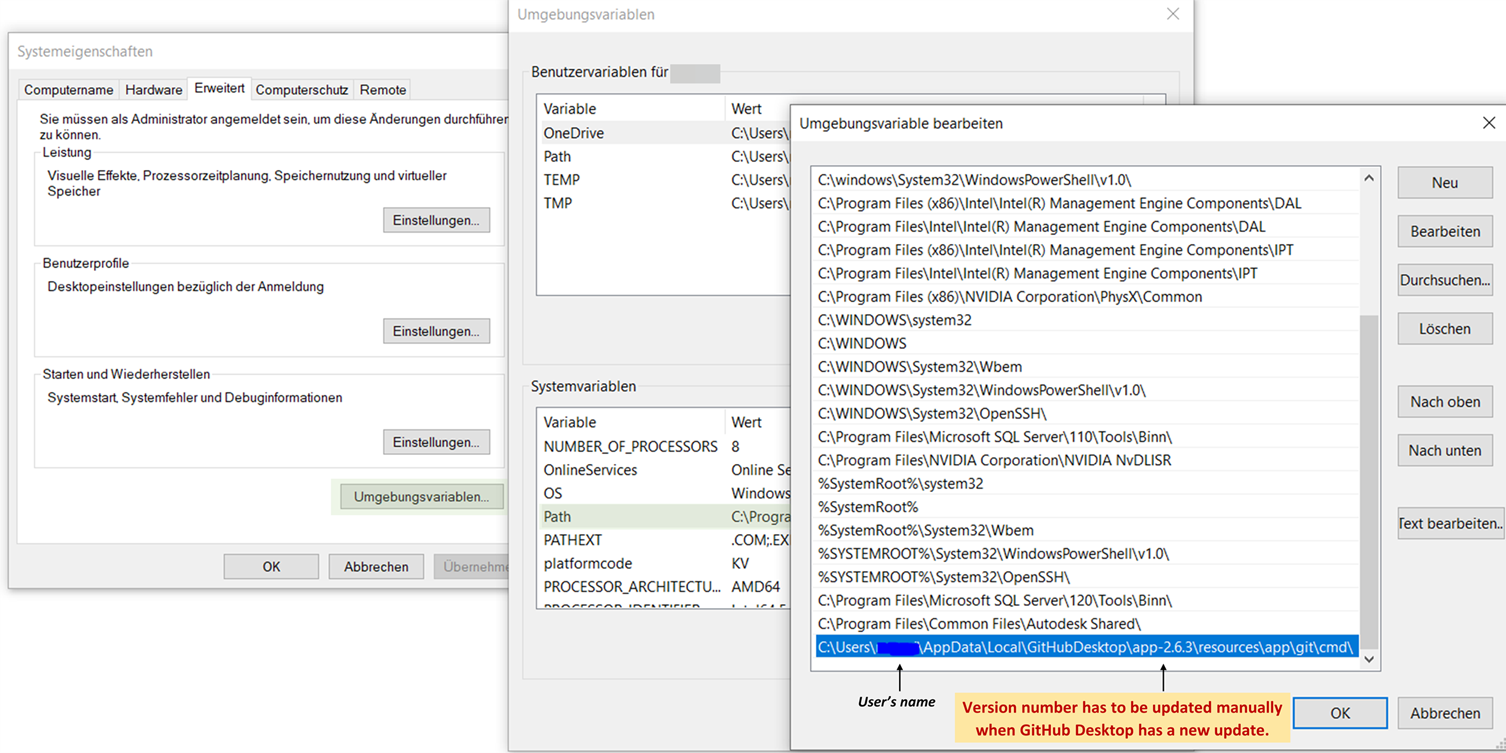 Systemeigenschaften
Computername
Hardware
Erweitert
Computerschutz
Remote
Sie müssen als Administrator angemeldet sein, um diese Änderungen durchführen
zu können.
Leistung
Visuelle Effekte, Prozessorzeitplanung, Speichernutzung und virtueller
Speicher
Einstellungen...
Benutzerprofile
Desktopeinstellungen bezüglich der Anmeldung
Einstellungen...
Starten und Wiederherstellen
Systemstart, Systemfehler und Debuginformationen
Einstellungen...
Umgebungsvariablen...
OK
Abbrechen
Übernehme
Umgebungsvariablen
Benutzervariablen für
Variable Wert
OneDrive C:\Users\
Path C:\Users\
TEMP C:\Users\
TMP C:\Users\
Systemvariablen
Variable Wert
NUMBER_OF_PROCESSORS 8
OnlineServices Online Se
OS Windows
Path C:\Progra
PATHEXT .COM;.EX
platformcode KV
PROCESSOR_ARCHITECTU... AMD64
PROCESSOR_IDENTIFIER
Umgebungsvariable bearbeiten
C:\windows\System32\WindowsPowerShell\v1.0\
C:\Program Files (x86)\Intel\Intel(R) Management Engine Components\DAL
C:\Program Files\Intel\Intel(R) Management Engine Components\DAL
C:\Program Files (x86)\Intel\Intel(R) Management Engine Components\IPT
C:\Program Files\Intel\Intel(R) Management Engine Components\IPT
C:\Program Files (x86)\NVIDIA Corporation\PhysX\Common
C:\WINDOWS\system32
C:\WINDOWS
C:\WINDOWS\System32\Wbem
C:\WINDOWS\System32\WindowsPowerShell\v1.0\
C:\WINDOWS\System32\OpenSSH\
C:\Program Files\Microsoft SQL Server\110\Tools\Binn\
C:\Program Files\NVIDIA Corporation\NVIDIA NvDLISR
%SystemRoot%\system32
%SystemRoot%
%SystemRoot%\System32\Wbem
%SYSTEMROOT%\System32\WindowsPowerShell\v1.0\
%SYSTEMROOT%\System32\OpenSSH\
C:\Program Files\Microsoft SQL Server\120\Tools\Binn\
C:\Program Files\Common Files\Autodesk Shared\
C:\Users\ \AppData\Local\GitHubDesktop\app-2.6.3\resources\app\git\cmd\
Neu
Bearbeiten
Durchsuchen...
Löschen
Nach oben
Nach unten
Text bearbeiten..
User's name
Version number has to be updated manually
when GitHub Desktop has a new update.
OK
Abbrechen